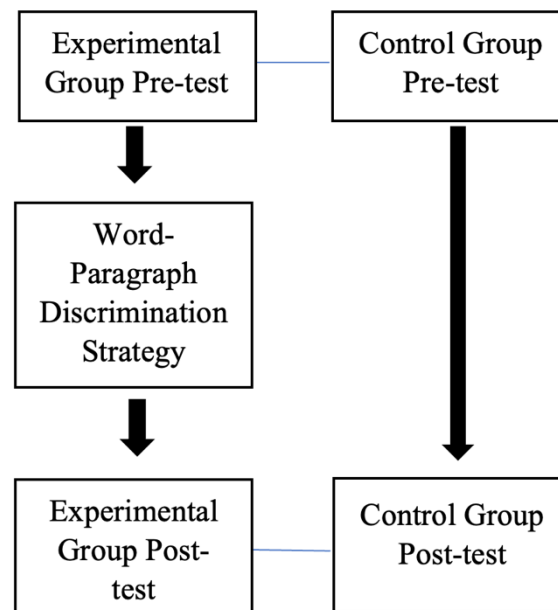 Experimental
Group Pre-test
Control Group
Pre-test
Word-
Paragraph
Discrimination
Strategy
Experimental
Group Post-
test
Control Group
Post-test